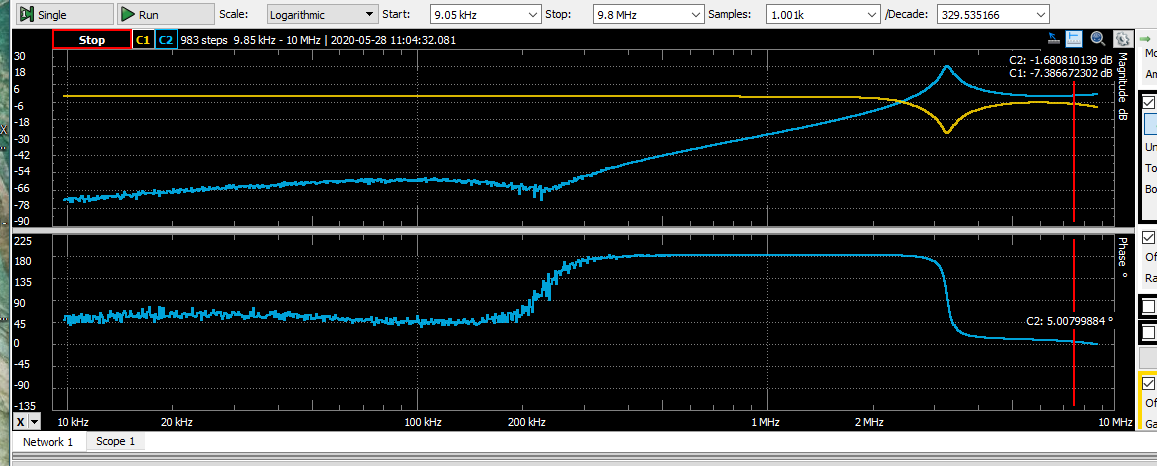 Single Run Scale: Logarithmic Start: 9.05 kHz Stop: 9.8 MHz Samples: 1.001k /Decade: 329.535166
Stop C1 C2 983 steps 9.85 kHz - 10 MHz | 2020-05-28 11:04:32.081
C2: -1.680810139 dB
C1: -7.386672302 dB
30
18
6
-6
-18
-30
-42
-54
-66
-78
-90
Magnitude dB
225
180
135
90
45
0
-45
-90
-135
Phase °
C2: 5.00799884 °
X 10 kHz 20 kHz 100 kHz 200 kHz 1 MHz 2 MHz 10 MHz
Network 1 Scope 1
Mo
Am
Un
To
Bo
Of
Ra
Of
Ga
X